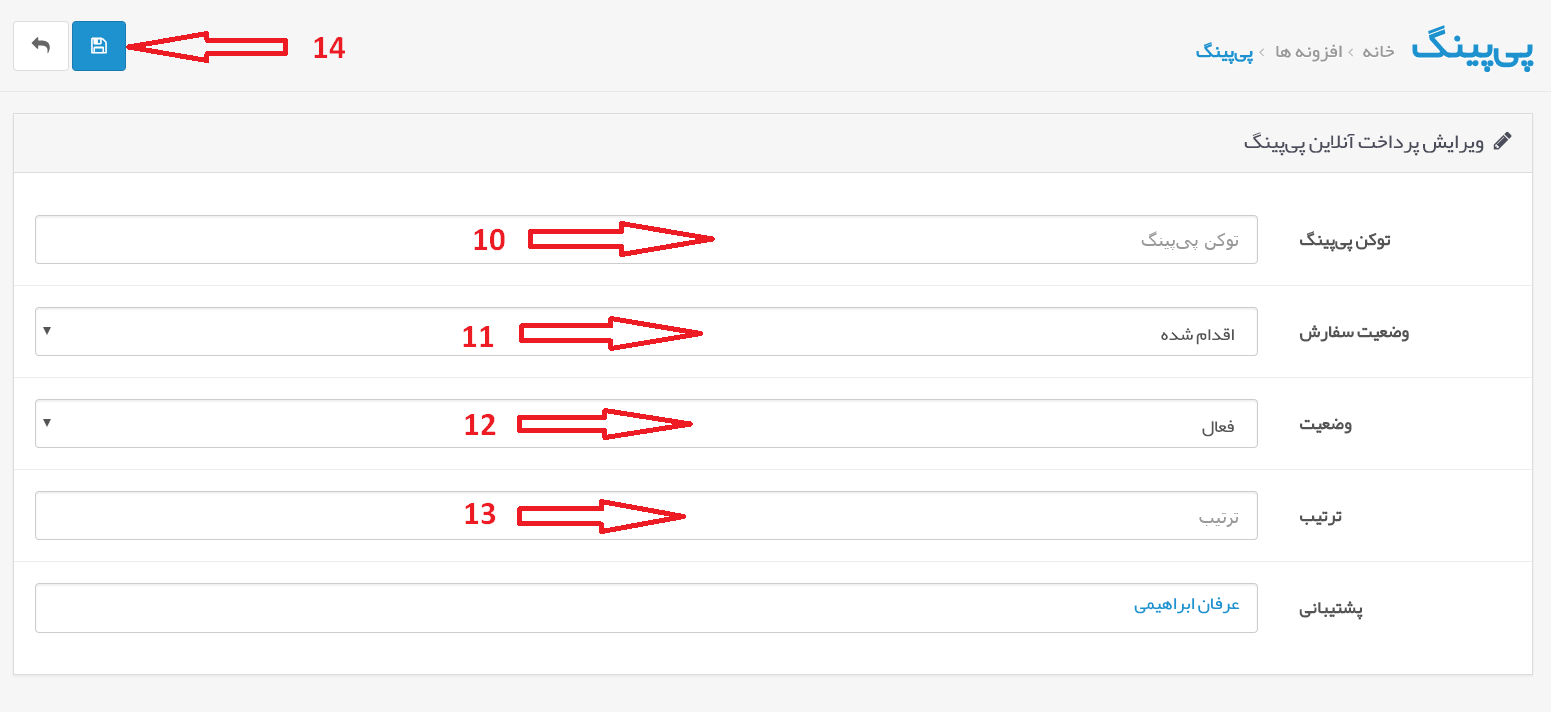 پی‌پینگ
خانه › افزونه ها › پی‌پینگ
14
ویرایش پرداخت آنلاین پی‌پینگ
توکن پی‌پینگ
توکن پی‌پینگ
10
وضعیت سفارش
اقدام شده
11
وضعیت
فعال
12
ترتیب
ترتیب
13
پشتیبانی
عرفان ابراهیمی